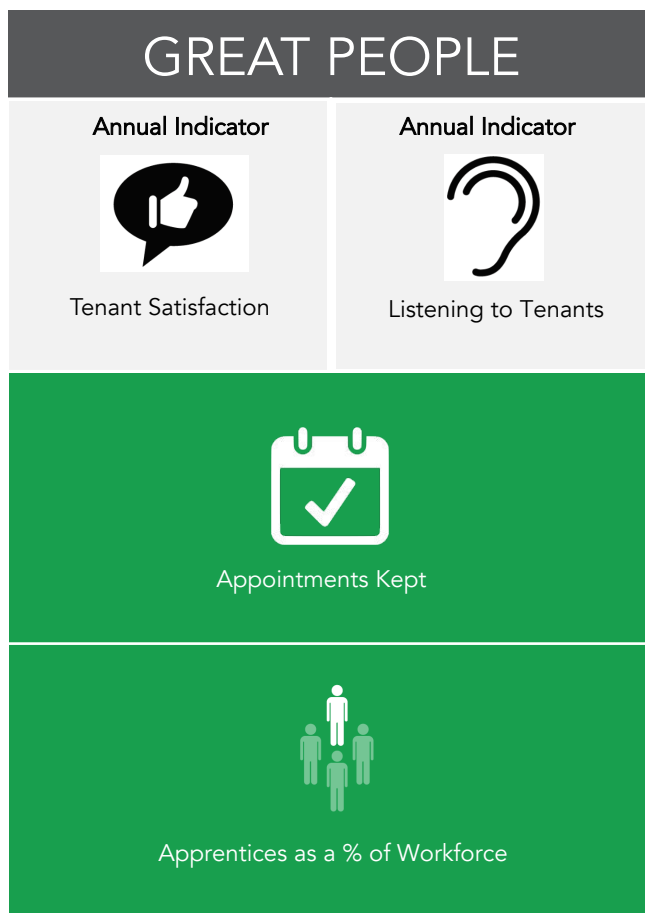 GREAT PEOPLE
Annual Indicator
Tenant Satisfaction
Annual Indicator
Listening to Tenants
Appointments Kept
Apprentices as a % of Workforce